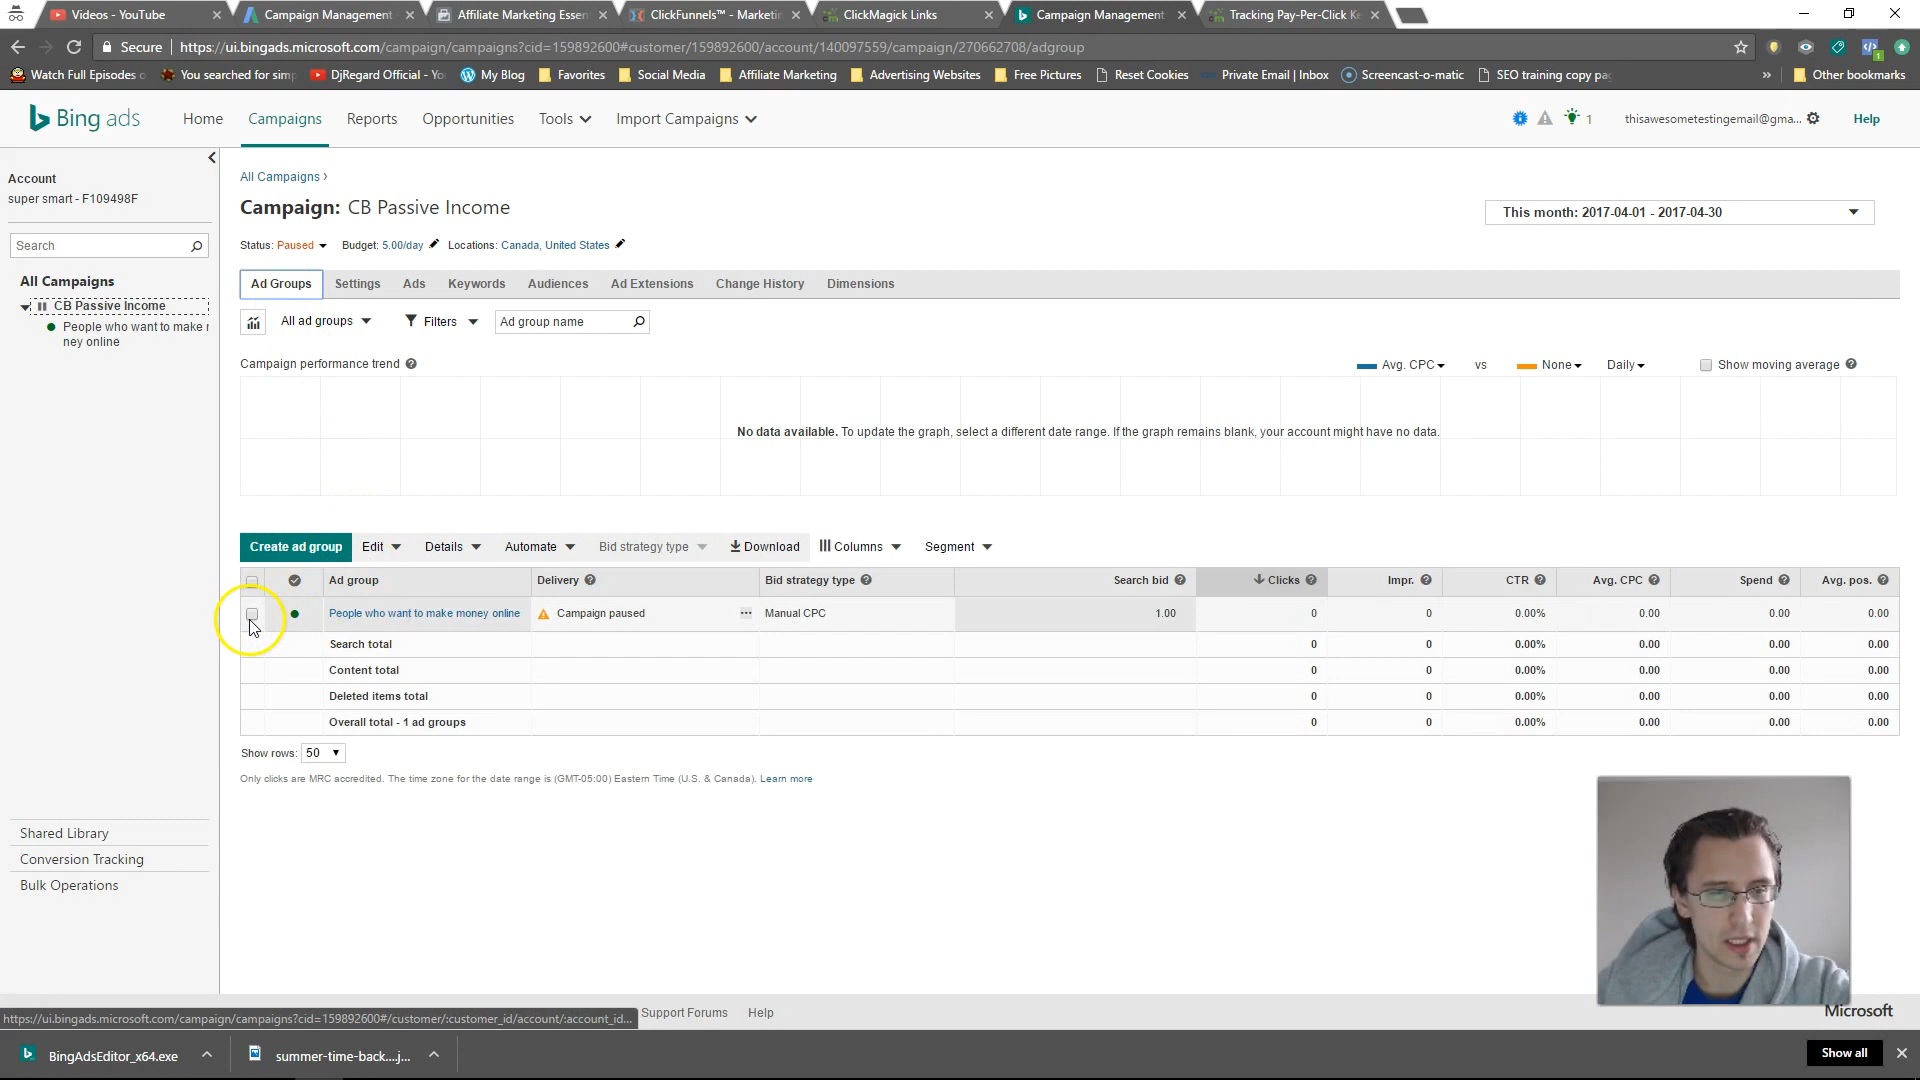 Videos - YouTube
Campaign Management
Affiliate Marketing Essen
ClickFunnels™ - Marketin
ClickMagick Links
Campaign Management
Tracking Pay-Per-Click Ke
Secure
https://ui.bingads.microsoft.com/campaign/campaigns?cid=159892600#customer/159892600/account/140097559/campaign/270662708/adgroup
Watch Full Episodes o
You searched for simp
DjRegard Official - Yo
My Blog
Favorites
Social Media
Affiliate Marketing
Advertising Websites
Free Pictures
Reset Cookies
Private Email | Inbox
Screencast-o-matic
SEO training copy pag
»
Other bookmarks
Bing ads
Home
Campaigns
Reports
Opportunities
Tools
Import Campaigns
1
thisawesometestingemail@gma...
Help
Account
super smart - F109498F
Search
All Campaigns
CB Passive Income
People who want to make r
ney online
Shared Library
Conversion Tracking
Bulk Operations
All Campaigns ›
Campaign: CB Passive Income
This month: 2017-04-01 - 2017-04-30
Status: Paused Budget: 5.00/day Locations: Canada, United States
Ad Groups Settings Ads Keywords Audiences Ad Extensions Change History Dimensions
All ad groups Filters Ad group name
Campaign performance trend
Avg. CPC vs None Daily Show moving average
No data available. To update the graph, select a different date range. If the graph remains blank, your account might have no data.
Create ad group Edit Details Automate Bid strategy type Download Columns Segment
Ad group Delivery Bid strategy type Search bid Clicks Impr. CTR Avg. CPC Spend Avg. pos.
People who want to make money online Campaign paused ... Manual CPC 1.00 0 0 0.00% 0.00 0.00 0.00
Search total 0 0 0.00% 0.00 0.00 0.00
Content total 0 0 0.00% 0.00 0.00 0.00
Deleted items total 0 0 0.00% 0.00 0.00 0.00
Overall total - 1 ad groups 0 0 0.00% 0.00 0.00 0.00
Show rows: 50
Only clicks are MRC accredited. The time zone for the date range is (GMT-05:00) Eastern Time (U.S. & Canada). Learn more
https://ui.bingads.microsoft.com/campaign/campaigns?cid=159892600#/customer/:customer_id/account/:account_id...
Support Forums
Help
Microsoft
BingAdsEditor_x64.exe
summer-time-back....j...
Show all